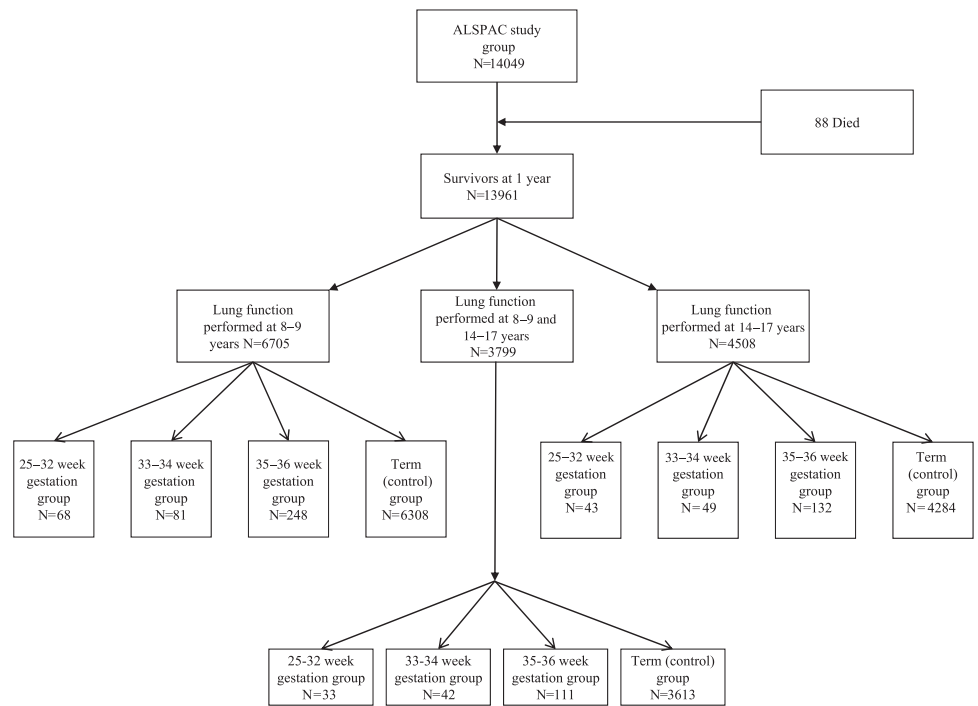 ALSPAC study
group
N=14049
88 Died
Survivors at 1 year
N=13961
Lung function
performed at 8–9
years N=6705
Lung function
performed at 8–9 and
14–17 years
N=3799
Lung function
performed at 14–17 years
N=4508
25–32 week
gestation
group
N=68
33–34 week
gestation
group
N=81
35–36 week
gestation
group
N=248
Term
(control)
group
N=6308
25–32 week
gestation
group
N=43
33–34 week
gestation
group
N=49
35–36 week
gestation
group
N=132
Term
(control)
group
N=4284
25-32 week
gestation group
N=33
33-34 week
gestation group
N=42
35-36 week
gestation group
N=111
Term (control)
group
N=3613